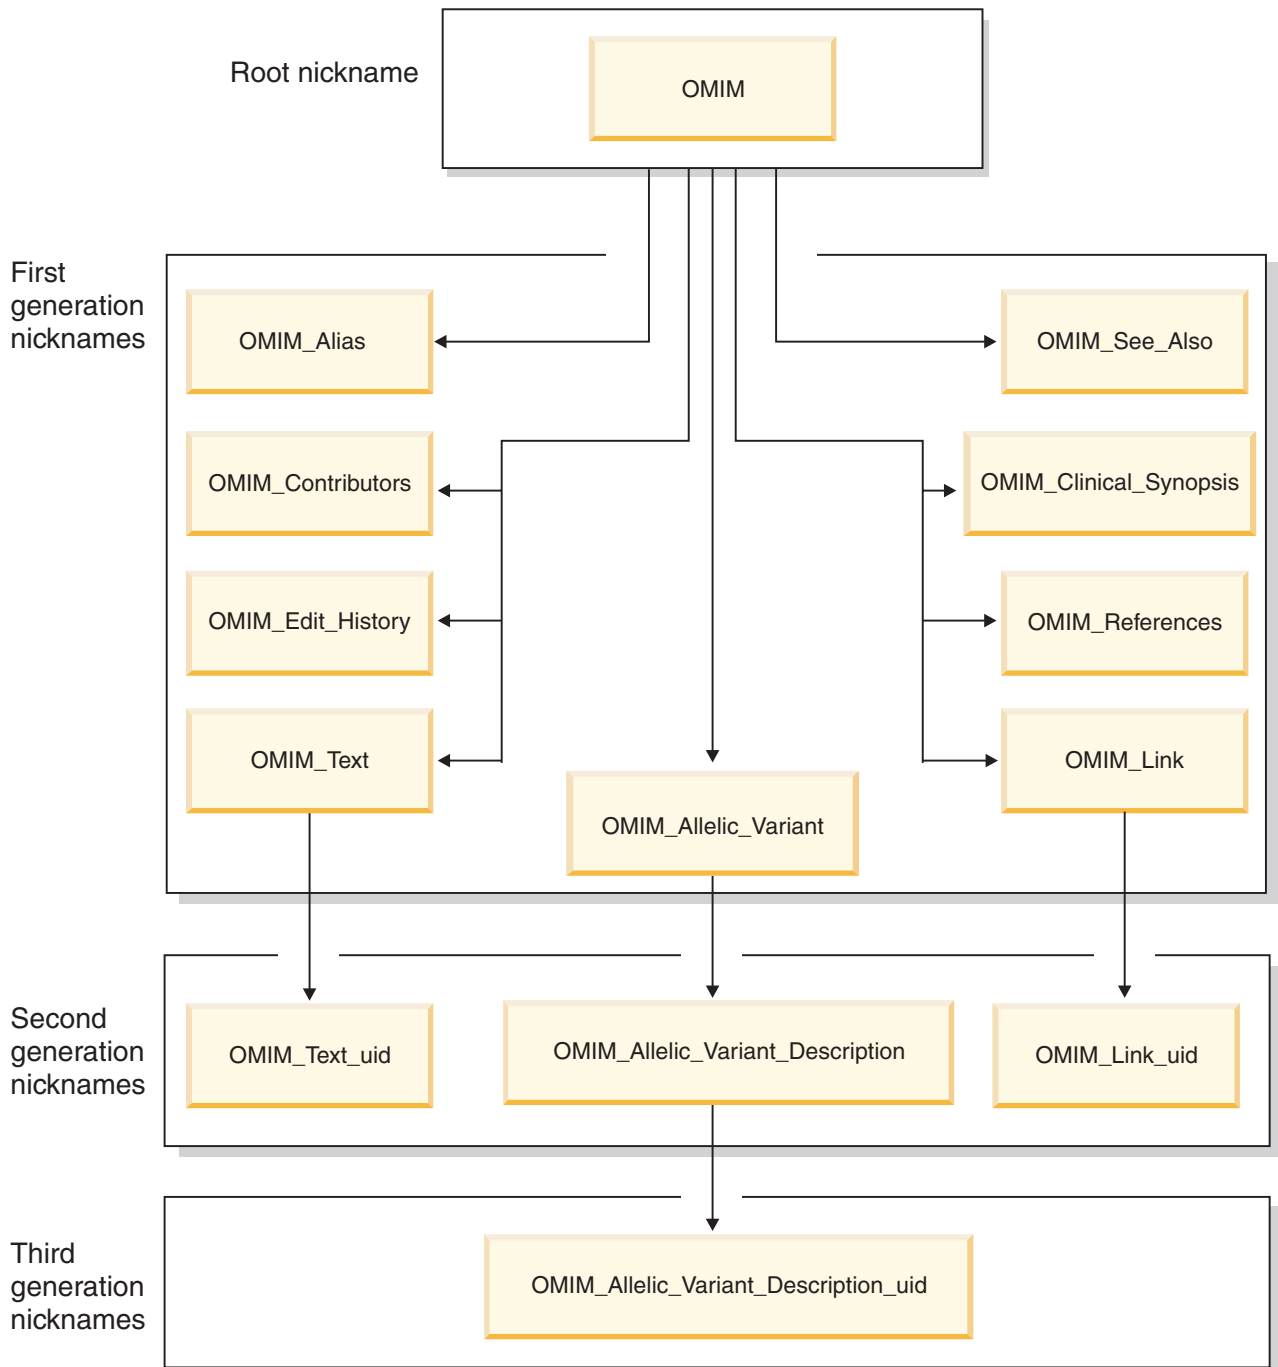 Root nickname
OMIM
First
generation
nicknames
OMIM_Alias
OMIM_See_Also
OMIM_Contributors
OMIM_Clinical_Synopsis
OMIM_Edit_History
OMIM_References
OMIM_Text
OMIM_Link
OMIM_Allelic_Variant
Second
generation
nicknames
OMIM_Text_uid
OMIM_Allelic_Variant_Description
OMIM_Link_uid
Third
generation
nicknames
OMIM_Allelic_Variant_Description_uid